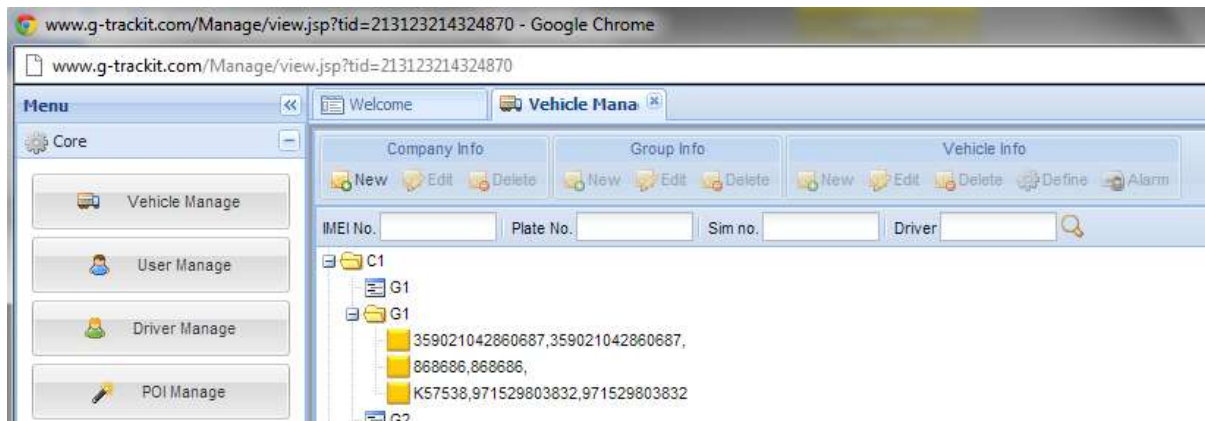 www.g-trackit.com/Manage/view.jsp?tid=213123214324870 - Google Chrome
www.g-trackit.com/Manage/view.jsp?tid=213123214324870
Menu
Welcome
Vehicle Mana
Core
Company Info
Group Info
Vehicle Info
New Edit Delete New Edit Delete New Edit Delete Define Alarm
Vehicle Manage
IMEI No. Plate No. Sim no. Driver
User Manage
C1
G1
Driver Manage
G1
359021042860687,359021042860687,
868686,868686,
POI Manage
K57538,971529803832,971529803832
G2